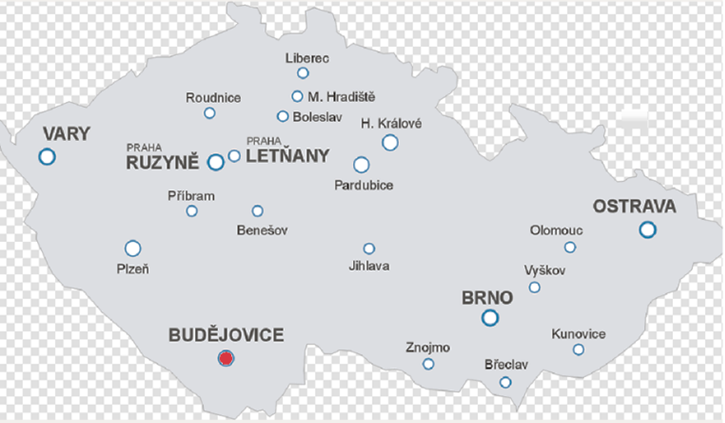 Liberec
M. Hradiště
Roudnice
Boleslav
H. Králové
VARY
PRAHA
RUZYNĚ
PRAHA
LETŇANY
Pardubice
Příbram
Benešov
OSTRAVA
Olomouc
Plzeň
Jihlava
Vyškov
BRNO
BUDĚJOVICE
Kunovice
Znojmo
Břeclav